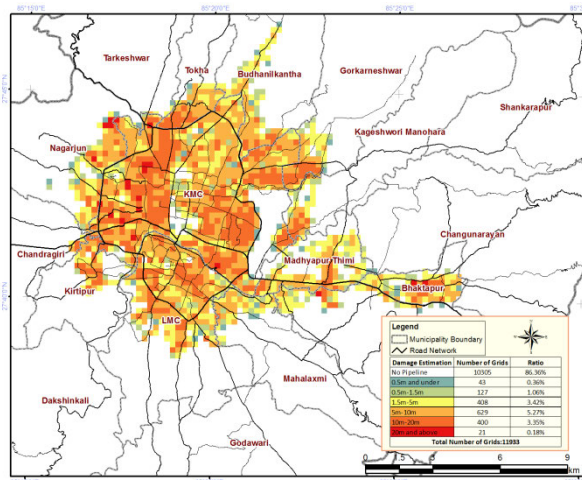 85°15'0"E 85°20'0"E 85°25'0"E
Tarkeshwar
Tokha
Budhanilkantha
Gorkarneshwar
Shankarapur
Kageshwori Manohara
Nagarjun
KMC
Changunarayan
Chandragiri
Madhyapur Thimi
Kirtipur
Bhaktapur
LMC
Mahalaxmi
Dakshinkali
Godawari
Legend
Municipality Boundary
Road Network
Damage Estimation Number of Grids Ratio
No Pipeline 10305 86.36%
0.5m and under 43 0.36%
0.5m-1.5m 127 1.06%
1.5m-5m 408 3.42%
5m-10m 629 5.27%
10m-20m 400 3.35%
20m and above 21 0.18%
Total Number of Grids:11933
0 1.5 3 6 9
km